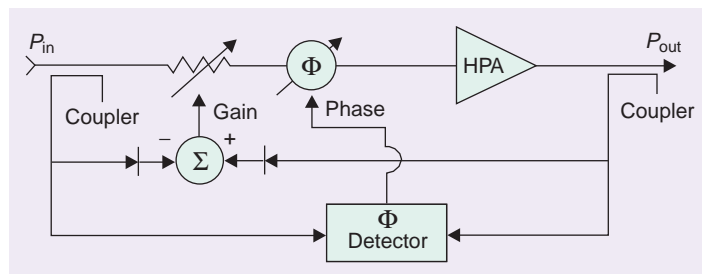 P_in
Φ
HPA
P_out
Coupler
Gain
Phase
Coupler
− +
Σ
Φ
Detector